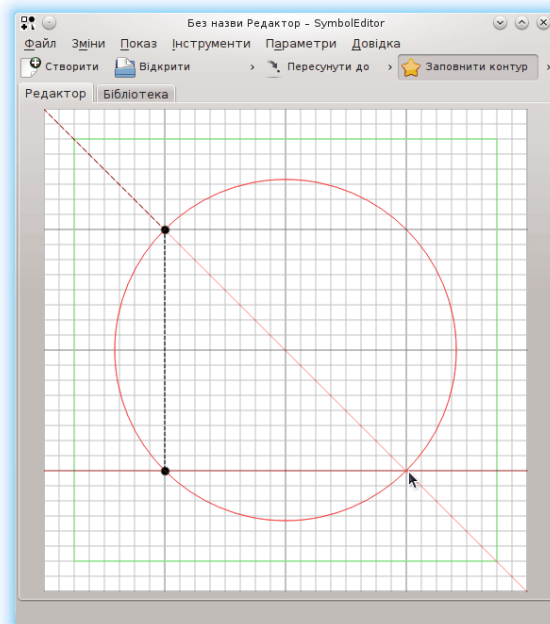 Без назви Редактор – SymbolEditor
Файл Зміни Показ Інструменти Параметри Довідка
Створити Відкрити Пересунути до Заповнити контур
Редактор Бібліотека